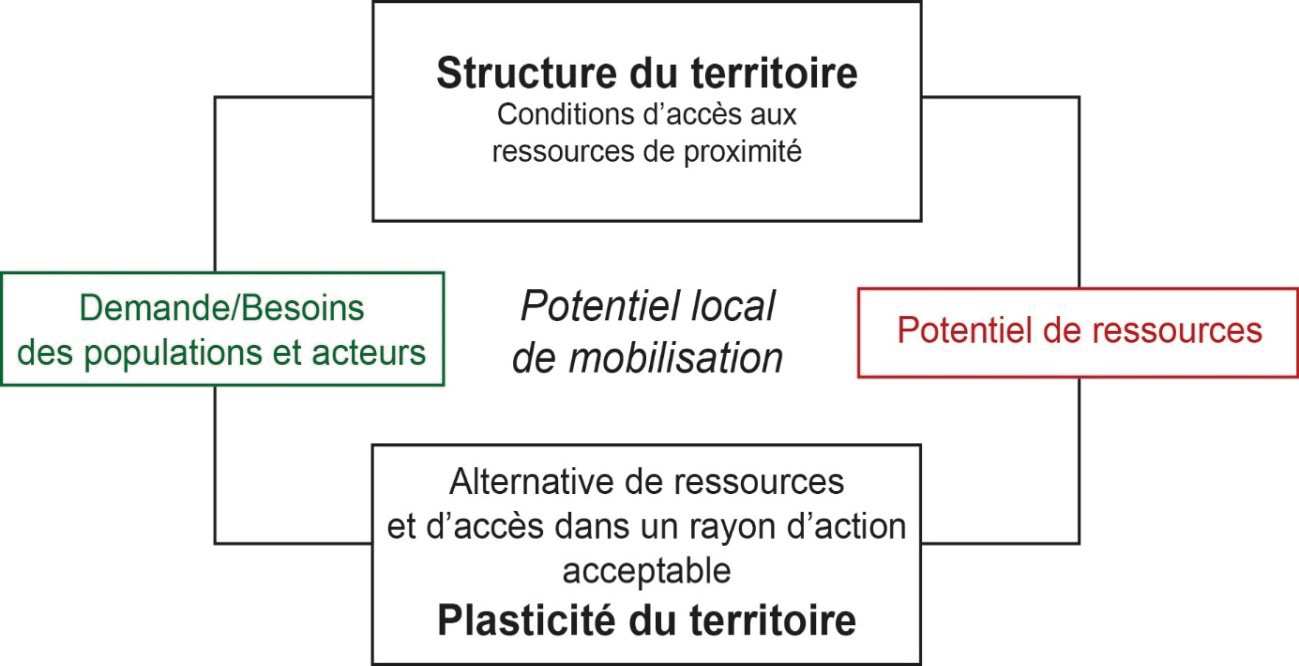 Structure du territoire
Conditions d'accès aux
ressources de proximité
Demande/Besoins
des populations et acteurs
Potentiel local
de mobilisation
Potentiel de ressources
Alternative de ressources
et d'accès dans un rayon d'action
acceptable
Plasticité du territoire